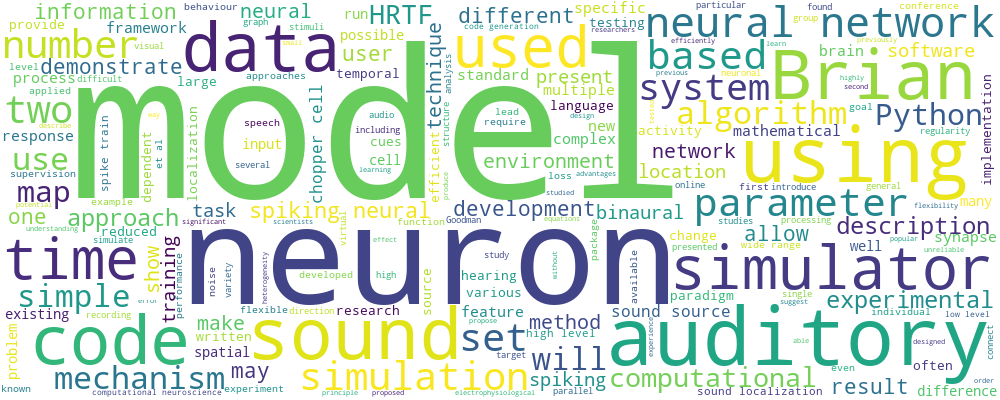 information
behaviour
neural
stimuli
run
HRTF
different
specific
particular
found
conference
provide
framework
graph
possible
code generation
testing
group
previously
number
demonstrate
visual
data
user
used
researchers
neural network
efficiently
learn
based
brain
software
level
difficult
approaches
temporal
technique
analysis
standard
present
previous
neuronal
highly
second
process
large
model
multiple
system
Brian
applied
audio
structure
lead
require
language
design
new
algorithm
goal
two
describe
speech
including
cues
chopper cell
activity
mathematical
Python
regularity
implementation
response
et al
input
cell
efficient
complex
supervision
spike train
dependent
localization
several
learning
produce
environment
loss
network
using
use
studied
advantages
location
online
first
introduce
general
map
example
task
spiking neural
development
binaural
parameter
flexibility
many
one
approach
significant
scientists
function
Goodman
equations
change
studies
processing
allow
description
potential
understanding
reduced
virtual
package
wide range
popular
synapse
time
simulate
show
training
performance
neuron
effect
study
without
presented
well
unreliable
noise
variety
heterogeneity
developed
high
hearing
available
simulator
simple
flexible
direction
source
various
paradigm
single
suggest
experimental
existing
recording
research
feature
sound source
individual
low level
code
make
written
sound
propose
set
method
high level
experience
auditory
able
designed
connect
problem
spatial
target
will
even
often
mechanism
may
simulation
spiking
computational
result
order
known
computational neuroscience
experiment
principle
proposed
electrophysiological
parallel
sound localization
difference